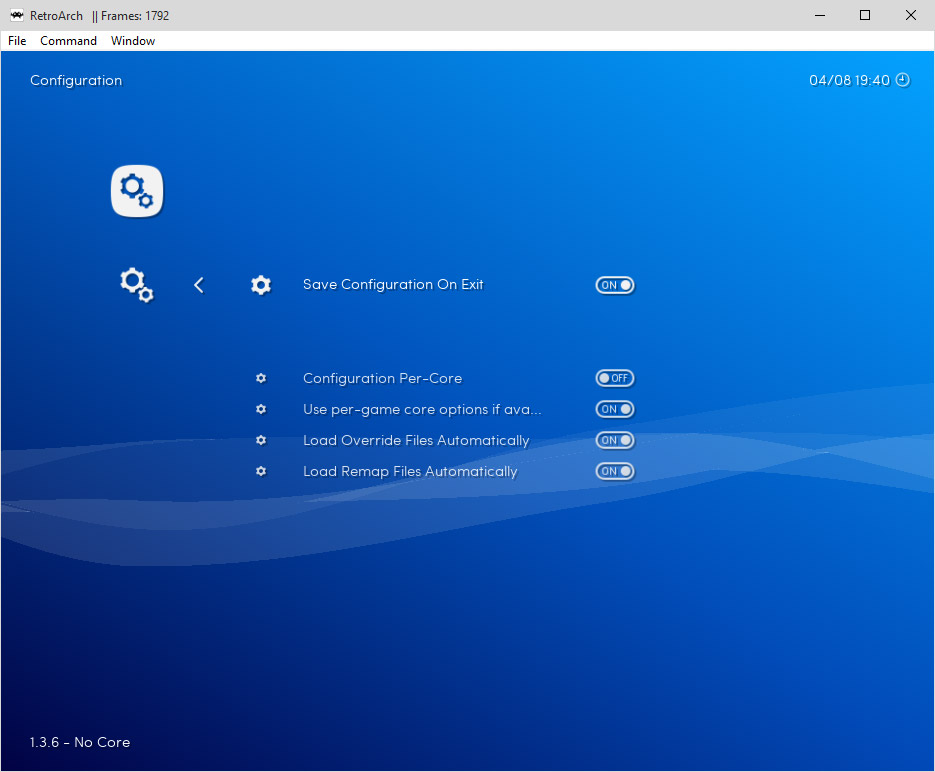 RetroArch || Frames: 1792
File Command Window
Configuration 04/08 19:40
Save Configuration On Exit ON
Configuration Per-Core OFF
Use per-game core options if ava... ON
Load Override Files Automatically ON
Load Remap Files Automatically ON
1.3.6 - No Core